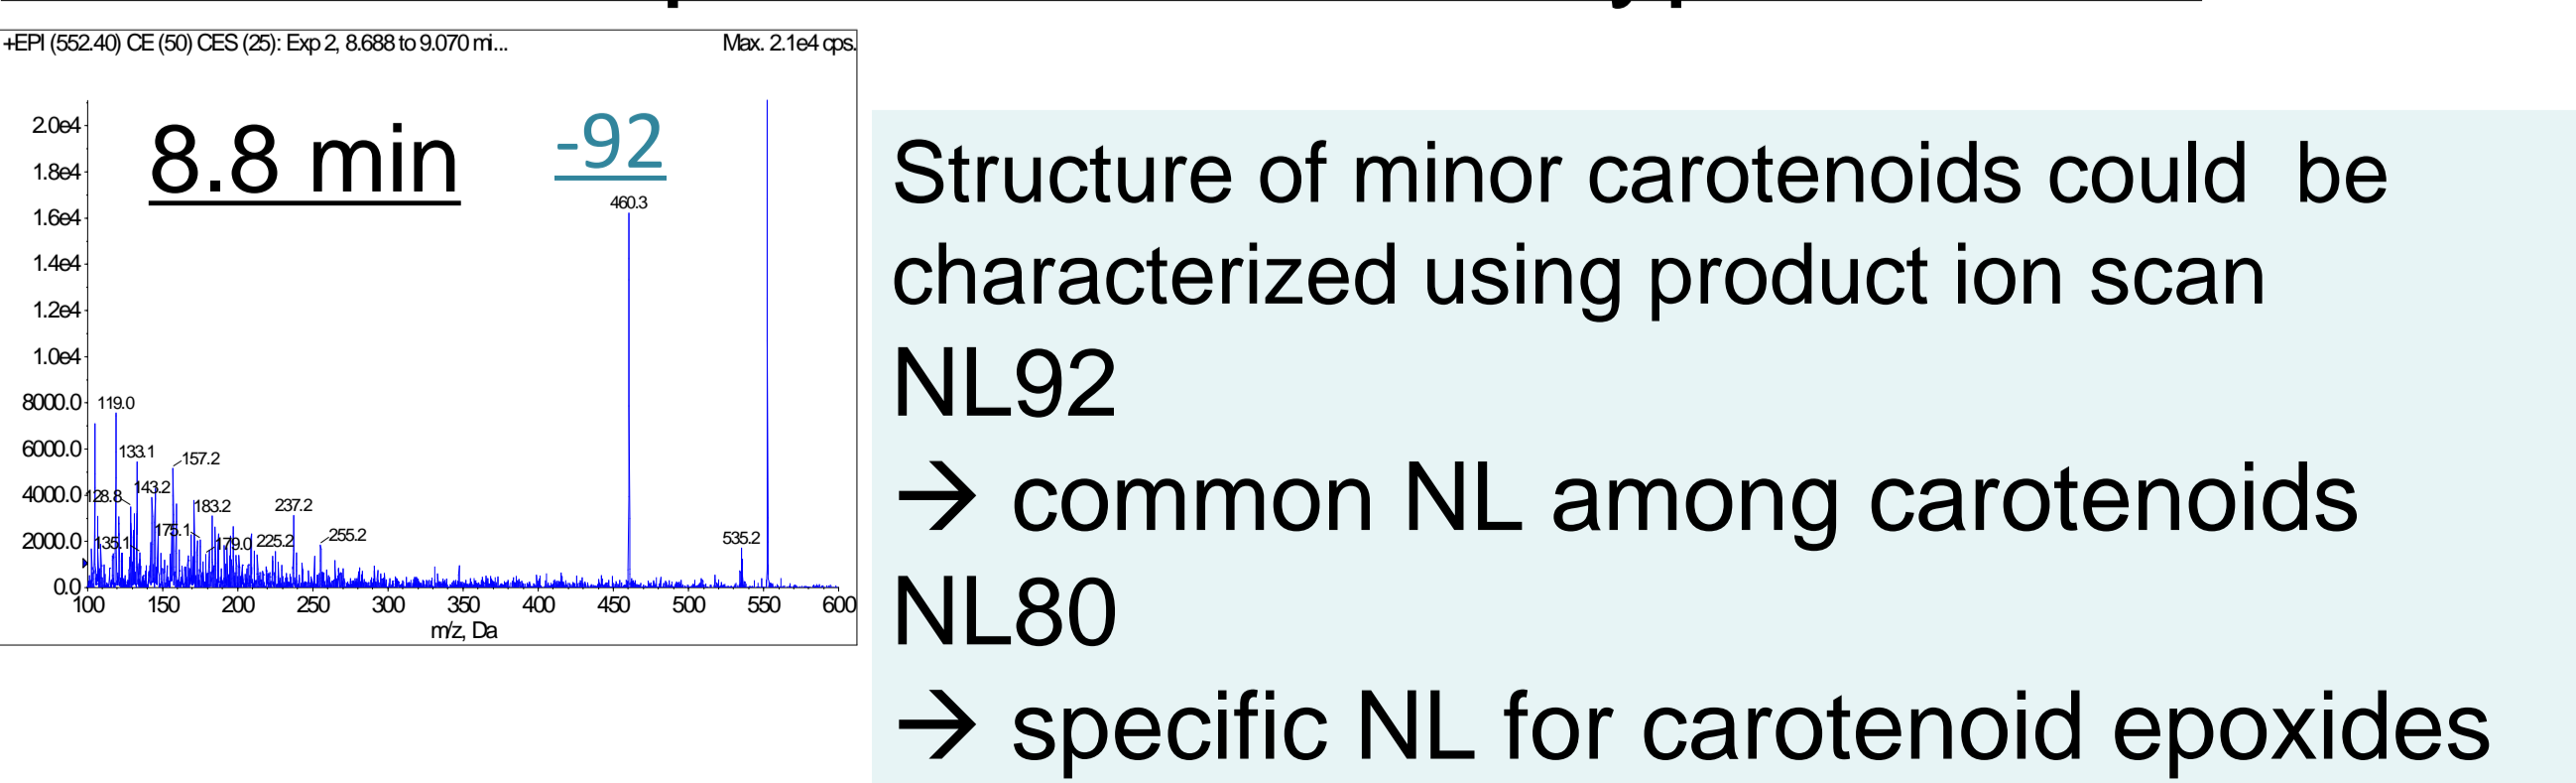 +EPI (552.40) CE (50) CES (25): Exp 2, 8.688 to 9.070 mi... Max. 2.1e4 cps.
8.8 min
-92
2.0e4
1.8e4
1.6e4
1.4e4
1.2e4
1.0e4
8000.0
6000.0
4000.0
2000.0
0.0
460.3
119.0
133.1
157.2
128.8
143.2
183.2
237.2
175.1
135.1
179.0
225.2
255.2
535.2
100 150 200 250 300 350 400 450 500 550 600
m/z, Da
Structure of minor carotenoids could be
characterized using product ion scan
NL92
→ common NL among carotenoids
NL80
→ specific NL for carotenoid epoxides